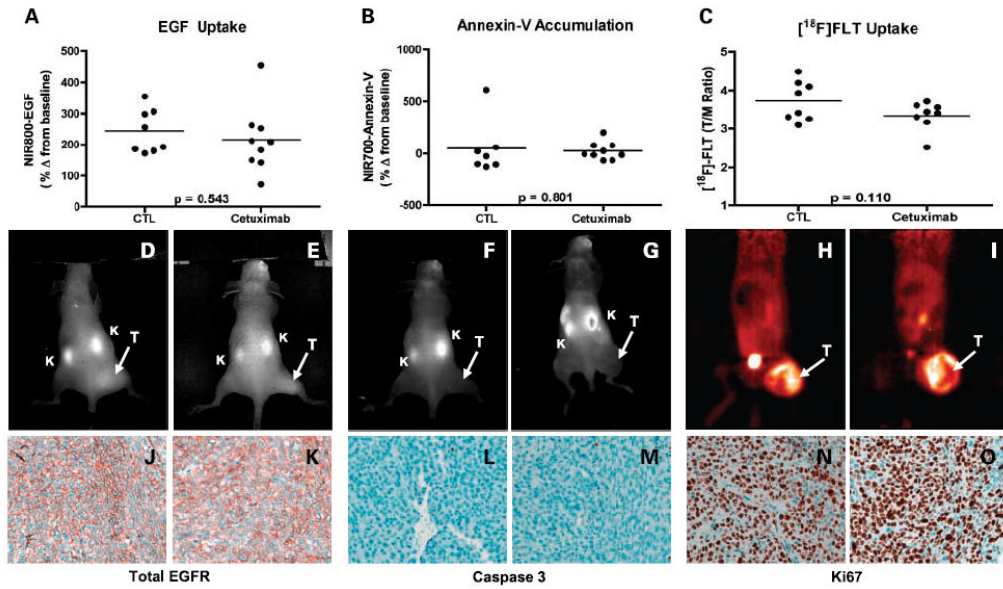 A
EGF Uptake
NIR800-EGF
(% Δ from baseline)
500
400
300
200
100
0
p = 0.543
CTL
Cetuximab
B
Annexin-V Accumulation
NIR700-Annexin-V
(% Δ from baseline)
1000
500
0
-500
p = 0.801
CTL
Cetuximab
C
[¹⁸F]FLT Uptake
[¹⁸F]-FLT (T/M Ratio)
5
4
3
2
1
p = 0.110
CTL
Cetuximab
D
K
K
T
E
K
K
T
F
K
K
T
G
K
K
T
H
T
I
T
J
K
L
M
N
O
Total EGFR
Caspase 3
Ki67